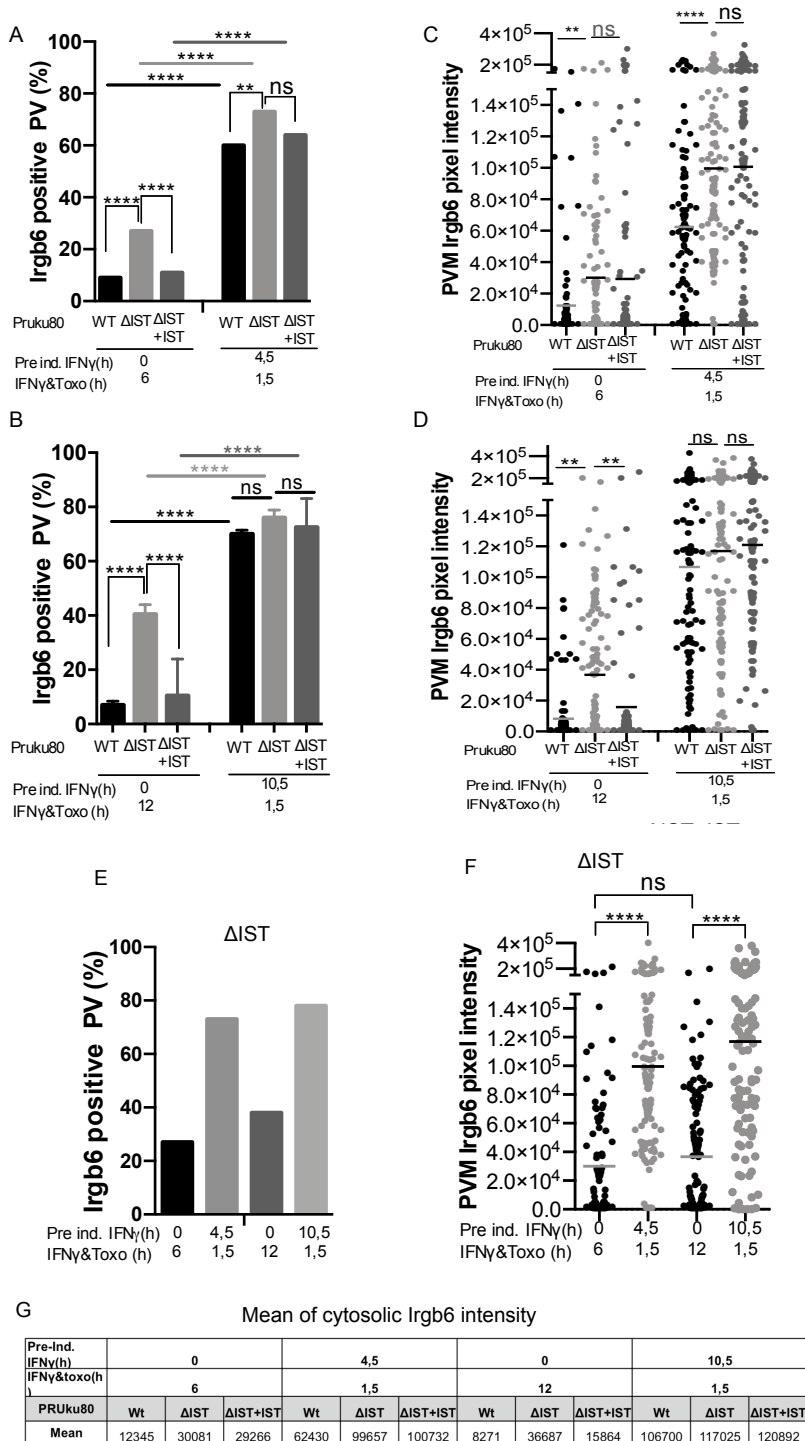 A
Irgb6 positive PV (%)
100
80
60
40
20
0
****
****
****
****
****
**
ns
Pruku80
WT ΔIST Δ IST +IST
WT ΔIST Δ IST +IST
Pre ind. IFNγ(h) 0 4,5
IFNγ&Toxo (h) 6 1,5
B
Irgb6 positive PV (%)
100
80
60
40
20
0
****
****
****
****
****
ns
ns
Pruku80
WT ΔIST Δ IST +IST
WT ΔIST Δ IST +IST
Pre ind. IFNγ(h) 0 10,5
IFNγ&Toxo (h) 12 1,5
C
PVM Irgb6 pixel intensity
4×10⁵
2×10⁵
1.4×10⁵
1.2×10⁵
1.0×10⁵
8.0×10⁴
6.0×10⁴
4.0×10⁴
2.0×10⁴
0.0
** ns
**** ns
Pruku80
WT ΔIST Δ IST +IST
WT ΔIST Δ IST +IST
Pre ind. IFNγ(h) 0 4,5
IFNγ&Toxo (h) 6 1,5
D
PVM Irgb6 pixel intensity
4×10⁵
2×10⁵
1.4×10⁵
1.2×10⁵
1.0×10⁵
8.0×10⁴
6.0×10⁴
4.0×10⁴
2.0×10⁴
0.0
** **
ns ns
Pruku80
WT ΔIST Δ IST +IST
WT ΔIST Δ IST +IST
Pre ind. IFNγ(h) 0 10,5
IFNγ&Toxo (h) 12 1,5
E
ΔIST
Irgb6 positive PV (%)
100
80
60
40
20
0
Pre ind. IFNγ(h) 0 4,5 0 10,5
IFNγ&Toxo (h) 6 1,5 12 1,5
F
ΔIST
ns
**** ****
PVM Irgb6 pixel intensity
4×10⁵
2×10⁵
1.4×10⁵
1.2×10⁵
1.0×10⁵
8.0×10⁴
6.0×10⁴
4.0×10⁴
2.0×10⁴
0.0
Pre ind. IFNγ(h) 0 4,5 0 10,5
IFNγ&Toxo (h) 6 1,5 12 1,5
G
Mean of cytosolic Irgb6 intensity
Pre-Ind. IFNγ(h) 0 4,5 0 10,5
IFNγ&toxo(h) 6 1,5 12 1,5
PRUku80 Wt ΔIST ΔIST+IST Wt ΔIST ΔIST+IST Wt ΔIST ΔIST+IST Wt ΔIST ΔIST+IST
Mean 12345 30081 29266 62430 99657 100732 8271 36687 15864 106700 117025 120892